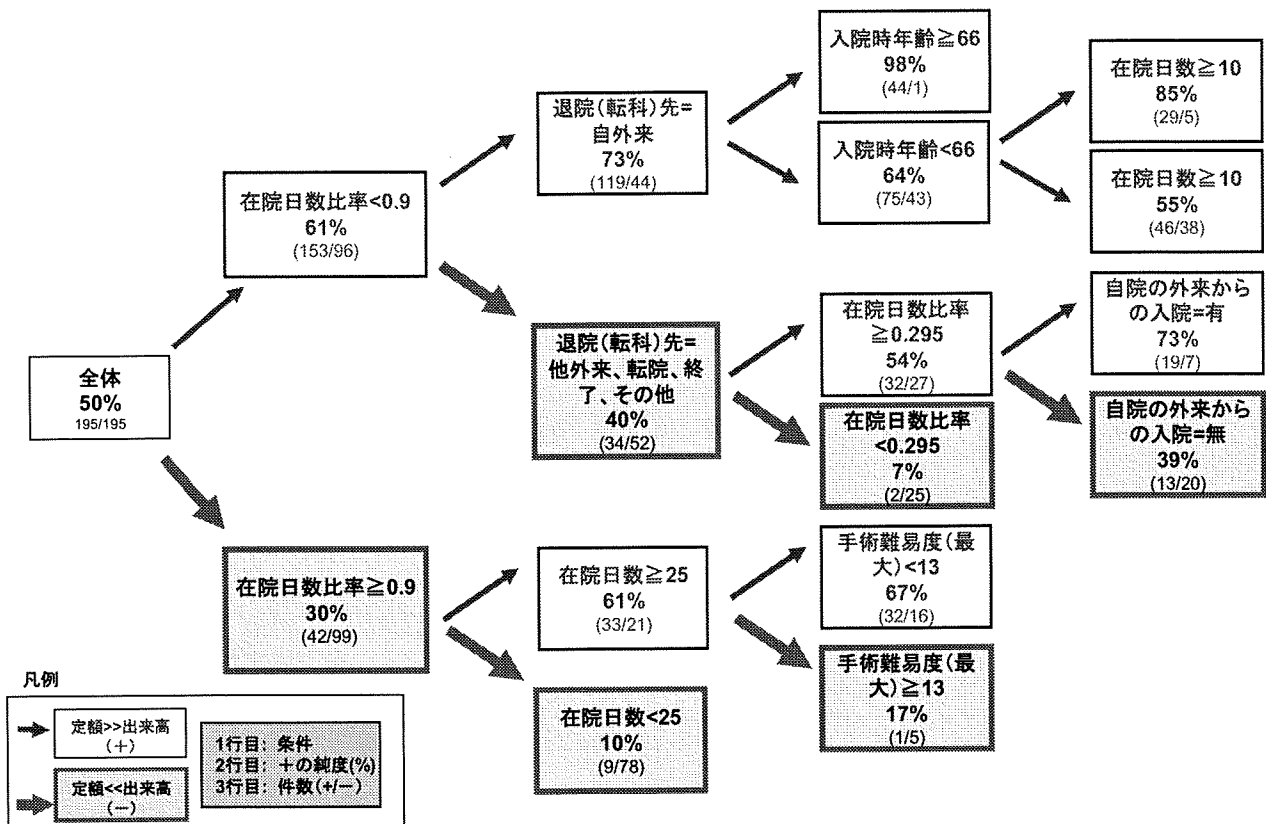 全体
50%
195/195
在院日数比率<0.9
61%
(153/96)
在院日数比率≧0.9
30%
(42/99)
退院(転科)先=
自外来
73%
(119/44)
退院(転科)先=
他外来、転院、終
了、その他
40%
(34/52)
在院日数≧25
61%
(33/21)
在院日数<25
10%
(9/78)
入院時年齢≧66
98%
(44/1)
入院時年齢<66
64%
(75/43)
在院日数比率
≧0.295
54%
(32/27)
在院日数比率
<0.295
7%
(2/25)
手術難易度(最
大)<13
67%
(32/16)
手術難易度(最
大)≧13
17%
(1/5)
在院日数≧10
85%
(29/5)
在院日数≧10
55%
(46/38)
自院の外来から
の入院=有
73%
(19/7)
自院の外来から
の入院=無
39%
(13/20)
凡例
定額>>出来高
(+)
定額<<出来高
(―)
1行目: 条件
2行目: +の純度(%)
3行目: 件数(+/―)